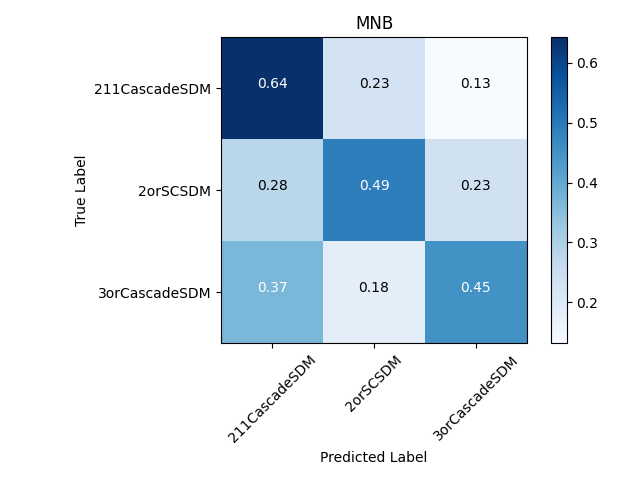 MNB
True Label
211CascadeSDM 0.64 0.23 0.13
2orSCSDM 0.28 0.49 0.23
3orCascadeSDM 0.37 0.18 0.45
211CascadeSDM 2orSCSDM 3orCascadeSDM
Predicted Label
0.6
0.5
0.4
0.3
0.2